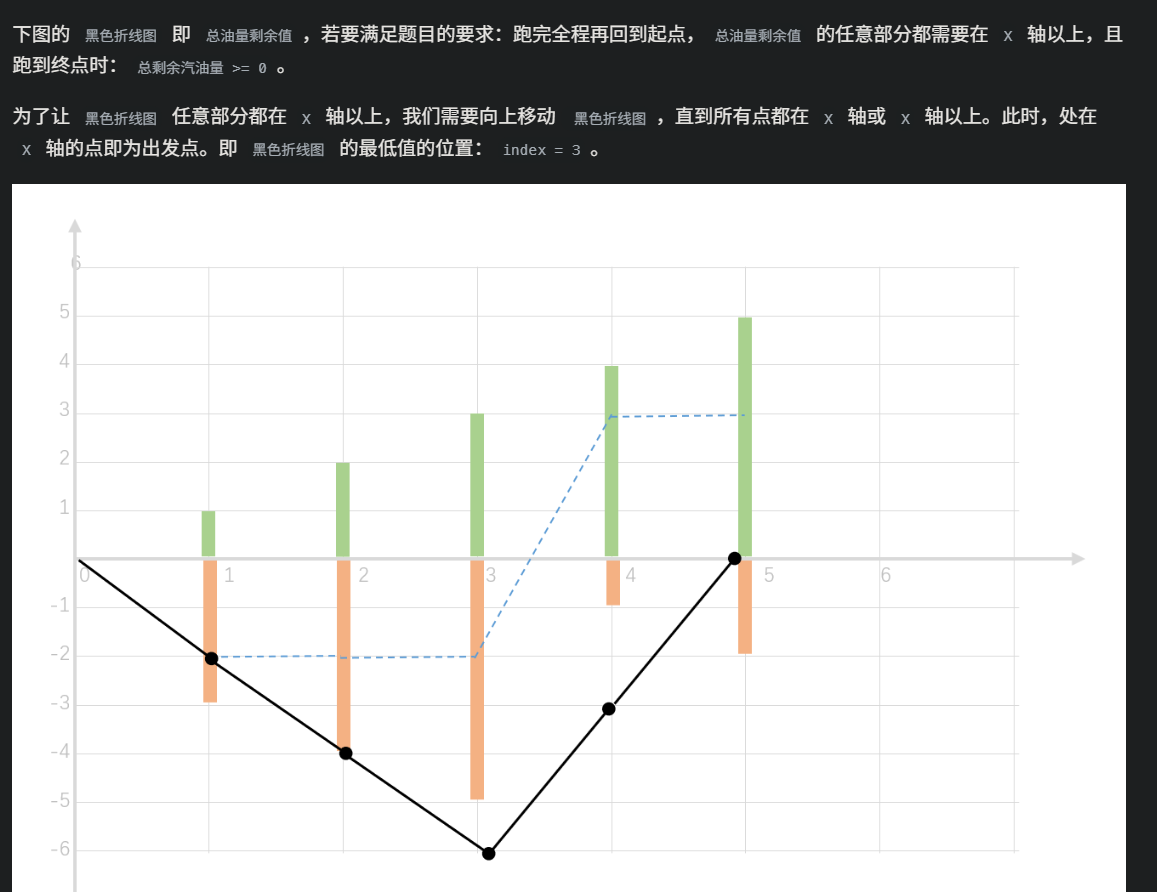 下图的 黑色折线图 即 总油量剩余值 ，若要满足题目的要求：跑完全程再回到起点， 总油量剩余值 的任意部分都需要在 x 轴以上，且
跑到终点时： 总剩余汽油量 >= 0 。
为了让 黑色折线图 任意部分都在 x 轴以上，我们需要向上移动 黑色折线图 ，直到所有点都在 x 轴或 x 轴以上。此时，处在
x 轴的点即为出发点。即 黑色折线图 的最低值的位置： index = 3 。
6
5
4
3
2
1
0 1 2 3 4 5 6
-1
-2
-3
-4
-5
-6